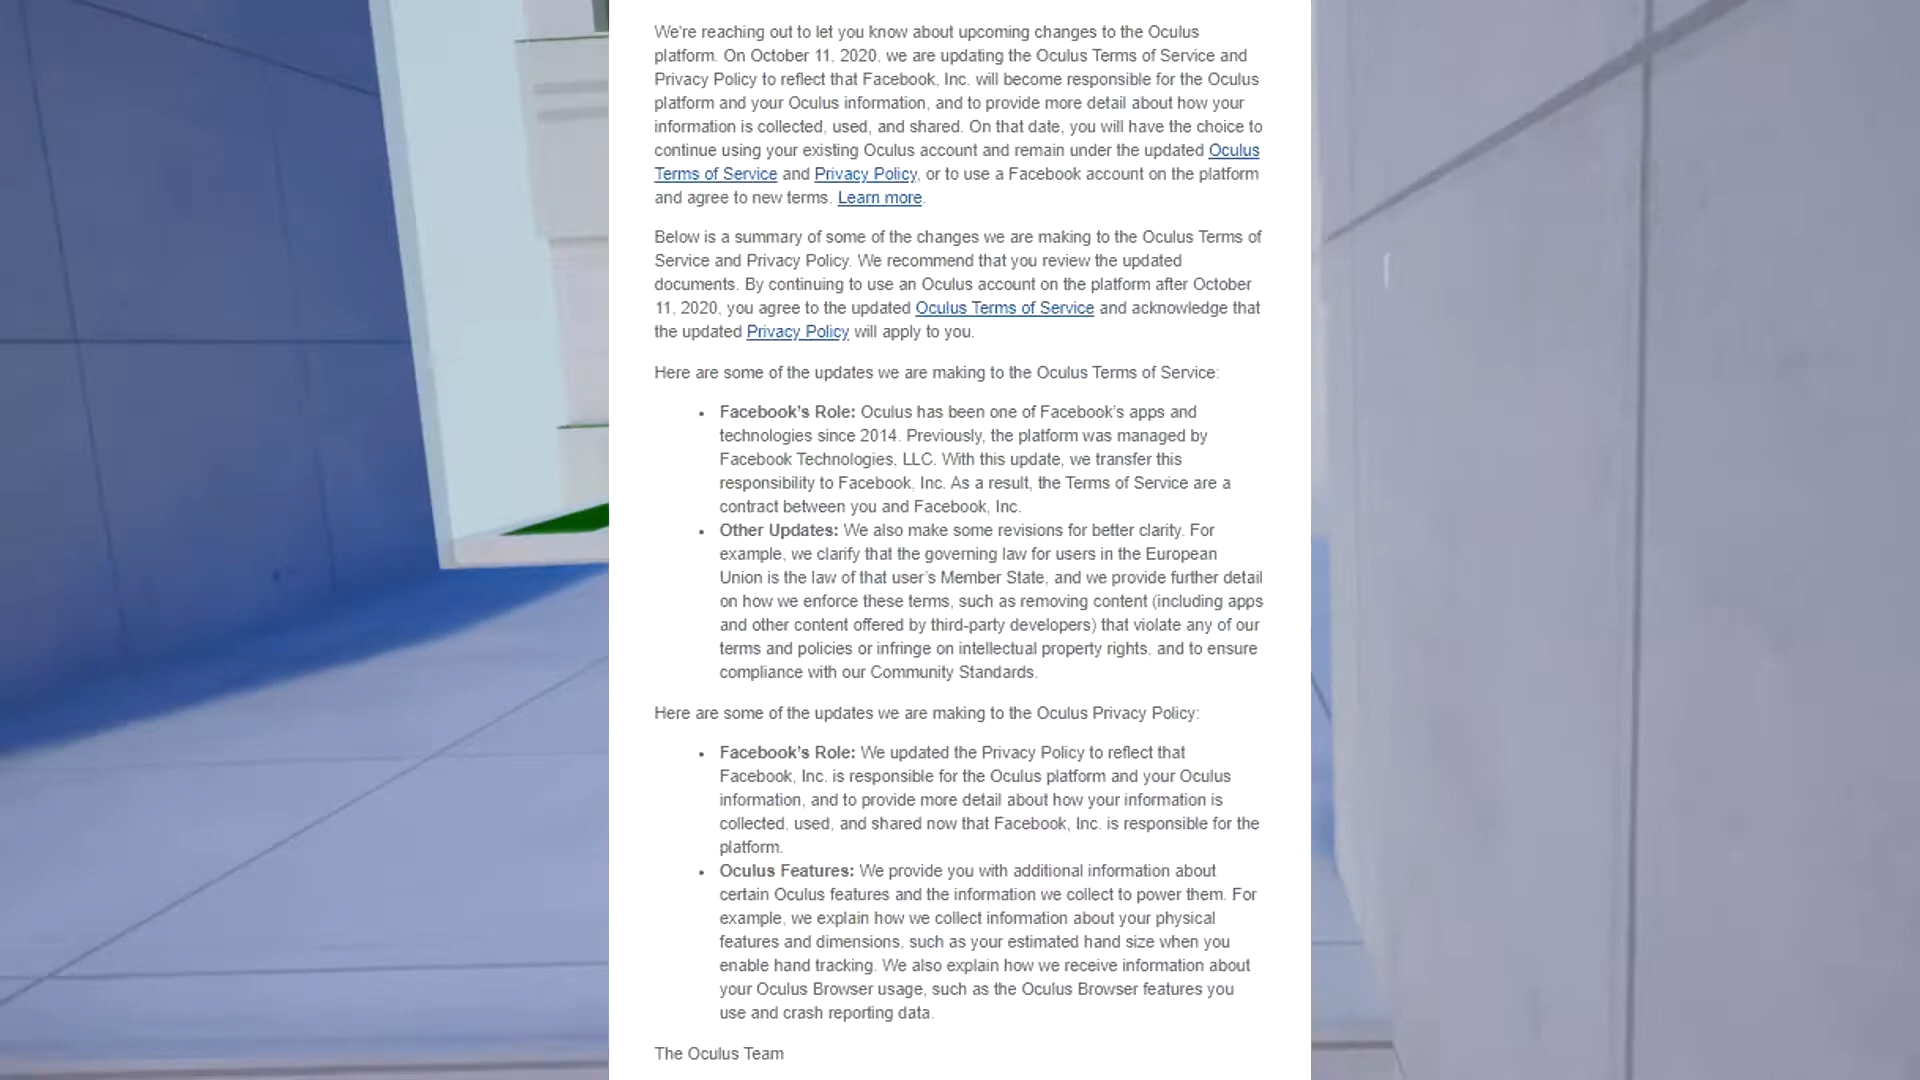 We're reaching out to let you know about upcoming changes to the Oculus
platform. On October 11, 2020, we are updating the Oculus Terms of Service and
Privacy Policy to reflect that Facebook, Inc. will become responsible for the Oculus
platform and your Oculus information, and to provide more detail about how your
information is collected, used, and shared. On that date, you will have the choice to
continue using your existing Oculus account and remain under the updated Oculus
Terms of Service and Privacy Policy, or to use a Facebook account on the platform
and agree to new terms. Learn more.
Below is a summary of some of the changes we are making to the Oculus Terms of
Service and Privacy Policy. We recommend that you review the updated
documents. By continuing to use an Oculus account on the platform after October
11, 2020, you agree to the updated Oculus Terms of Service and acknowledge that
the updated Privacy Policy will apply to you.
Here are some of the updates we are making to the Oculus Terms of Service:
• Facebook's Role: Oculus has been one of Facebook's apps and
technologies since 2014. Previously, the platform was managed by
Facebook Technologies, LLC. With this update, we transfer this
responsibility to Facebook, Inc. As a result, the Terms of Service are a
contract between you and Facebook, Inc.
• Other Updates: We also make some revisions for better clarity. For
example, we clarify that the governing law for users in the European
Union is the law of that user's Member State, and we provide further detail
on how we enforce these terms, such as removing content (including apps
and other content offered by third-party developers) that violate any of our
terms and policies or infringe on intellectual property rights, and to ensure
compliance with our Community Standards.
Here are some of the updates we are making to the Oculus Privacy Policy:
• Facebook's Role: We updated the Privacy Policy to reflect that
Facebook, Inc. is responsible for the Oculus platform and your Oculus
information, and to provide more detail about how your information is
collected, used, and shared now that Facebook, Inc. is responsible for the
platform.
• Oculus Features: We provide you with additional information about
certain Oculus features and the information we collect to power them. For
example, we explain how we collect information about your physical
features and dimensions, such as your estimated hand size when you
enable hand tracking. We also explain how we receive information about
your Oculus Browser usage, such as the Oculus Browser features you
use and crash reporting data.
The Oculus Team